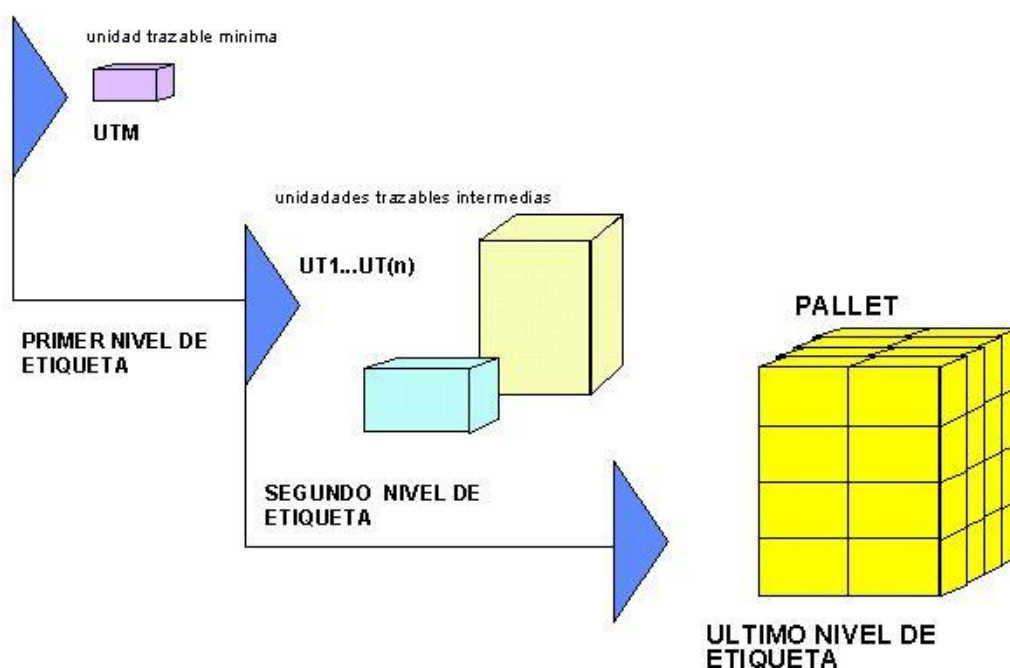 unidad trazable minima
UTM
unidadades trazables intermedias
UT1...UT(n)
PRIMER NIVEL DE
ETIQUETA
PALLET
SEGUNDO NIVEL DE
ETIQUETA
ULTIMO NIVEL DE
ETIQUETA